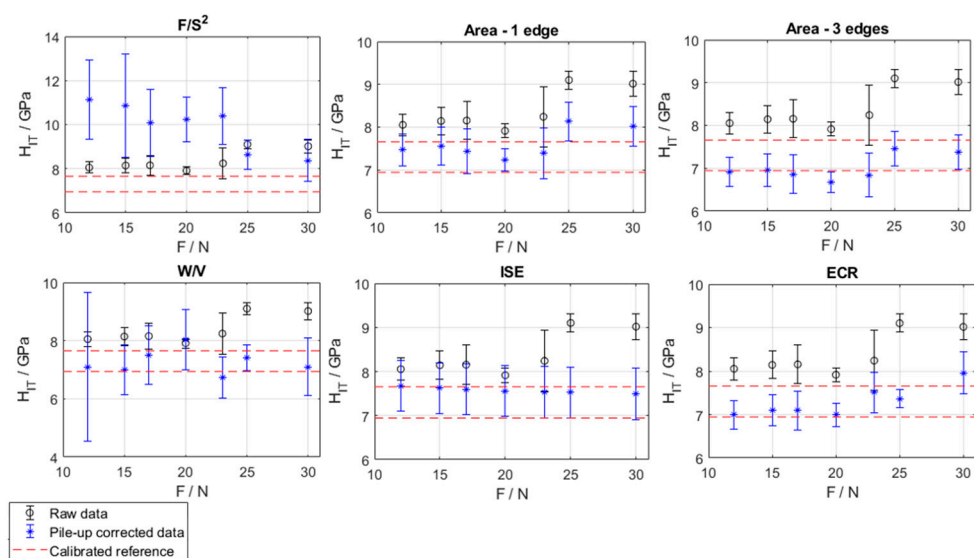 F/S²
14
12
10
8
6
H_IT / GPa
10 15 20 25 30
F / N
Area - 1 edge
10
9
8
7
6
H_IT / GPa
10 15 20 25 30
F / N
Area - 3 edges
10
9
8
7
6
H_IT / GPa
10 15 20 25 30
F / N
W/V
10
8
6
4
H_IT / GPa
10 15 20 25 30
F / N
ISE
10
9
8
7
6
H_IT / GPa
10 15 20 25 30
F / N
ECR
10
9
8
7
6
H_IT / GPa
10 15 20 25 30
F / N
Raw data
Pile-up corrected data
Calibrated reference